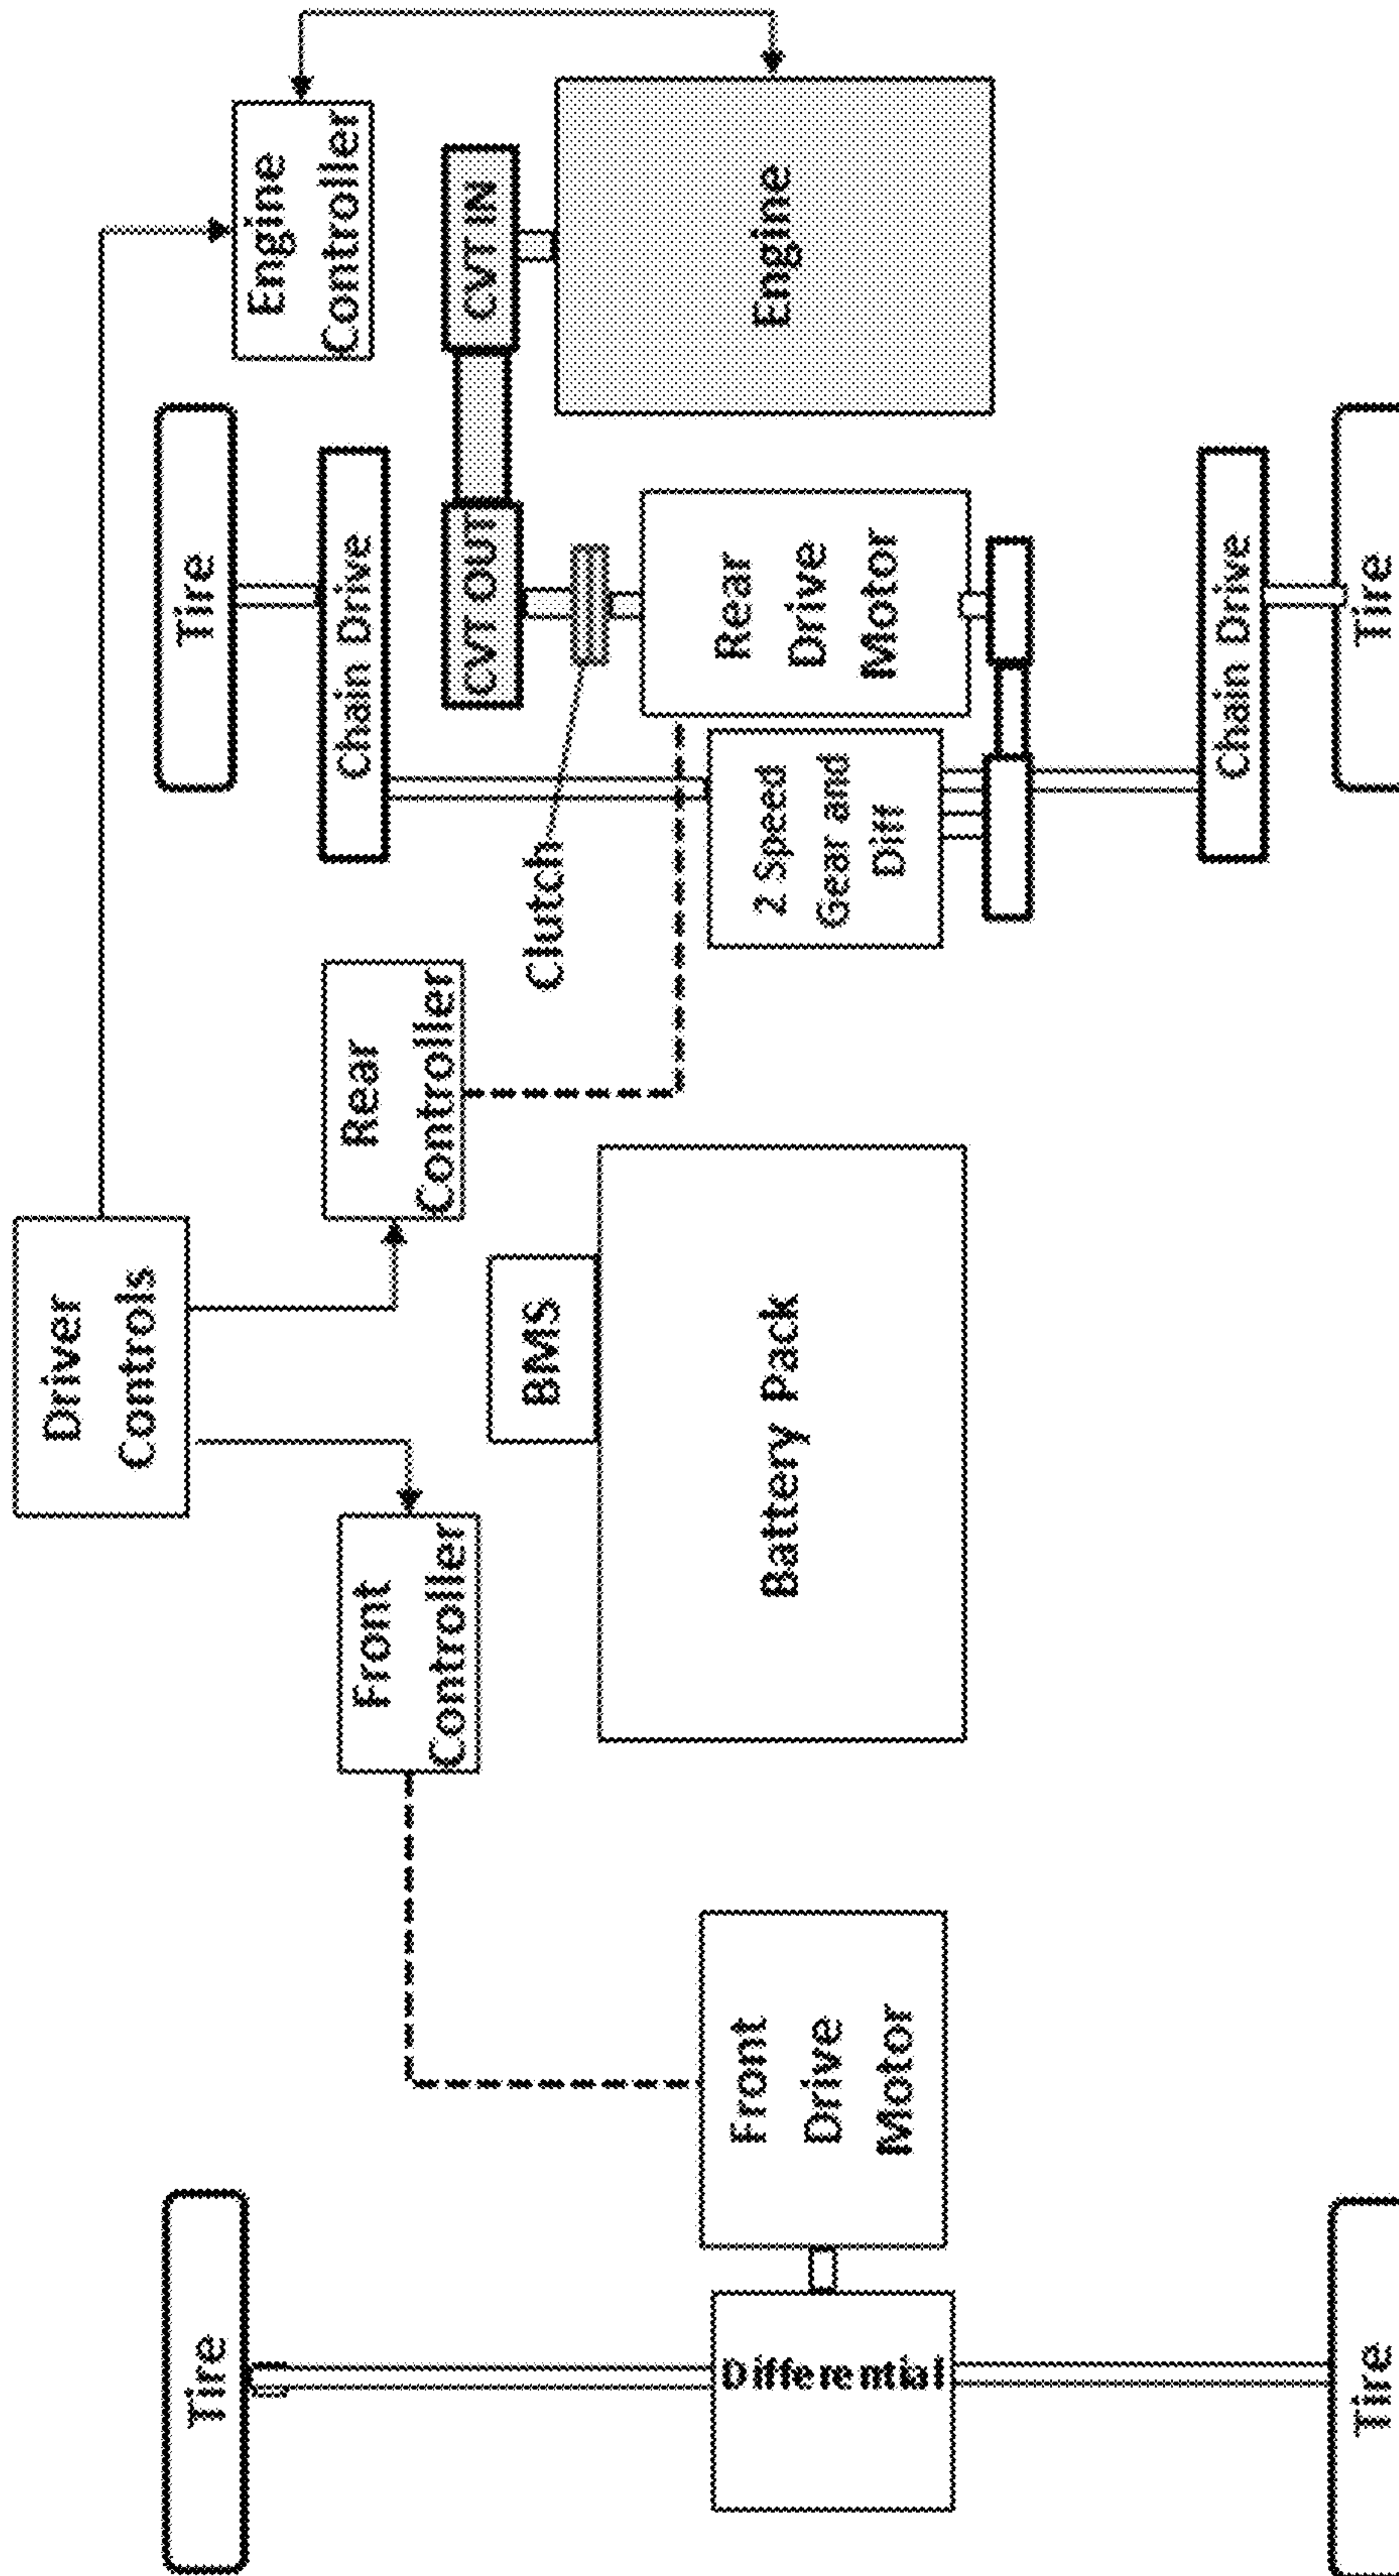 Engine
Controller
CVT IN
Engine
Tire
Chain Drive
CVT OUT
Clutch
Rear
Drive
Motor
2 Speed
Gear and
Diff
Chain Drive
Tire
Driver
Controls
Rear
Controller
BMS
Battery Pack
Front
Controller
Front
Drive
Motor
Tire
Differential
Tire